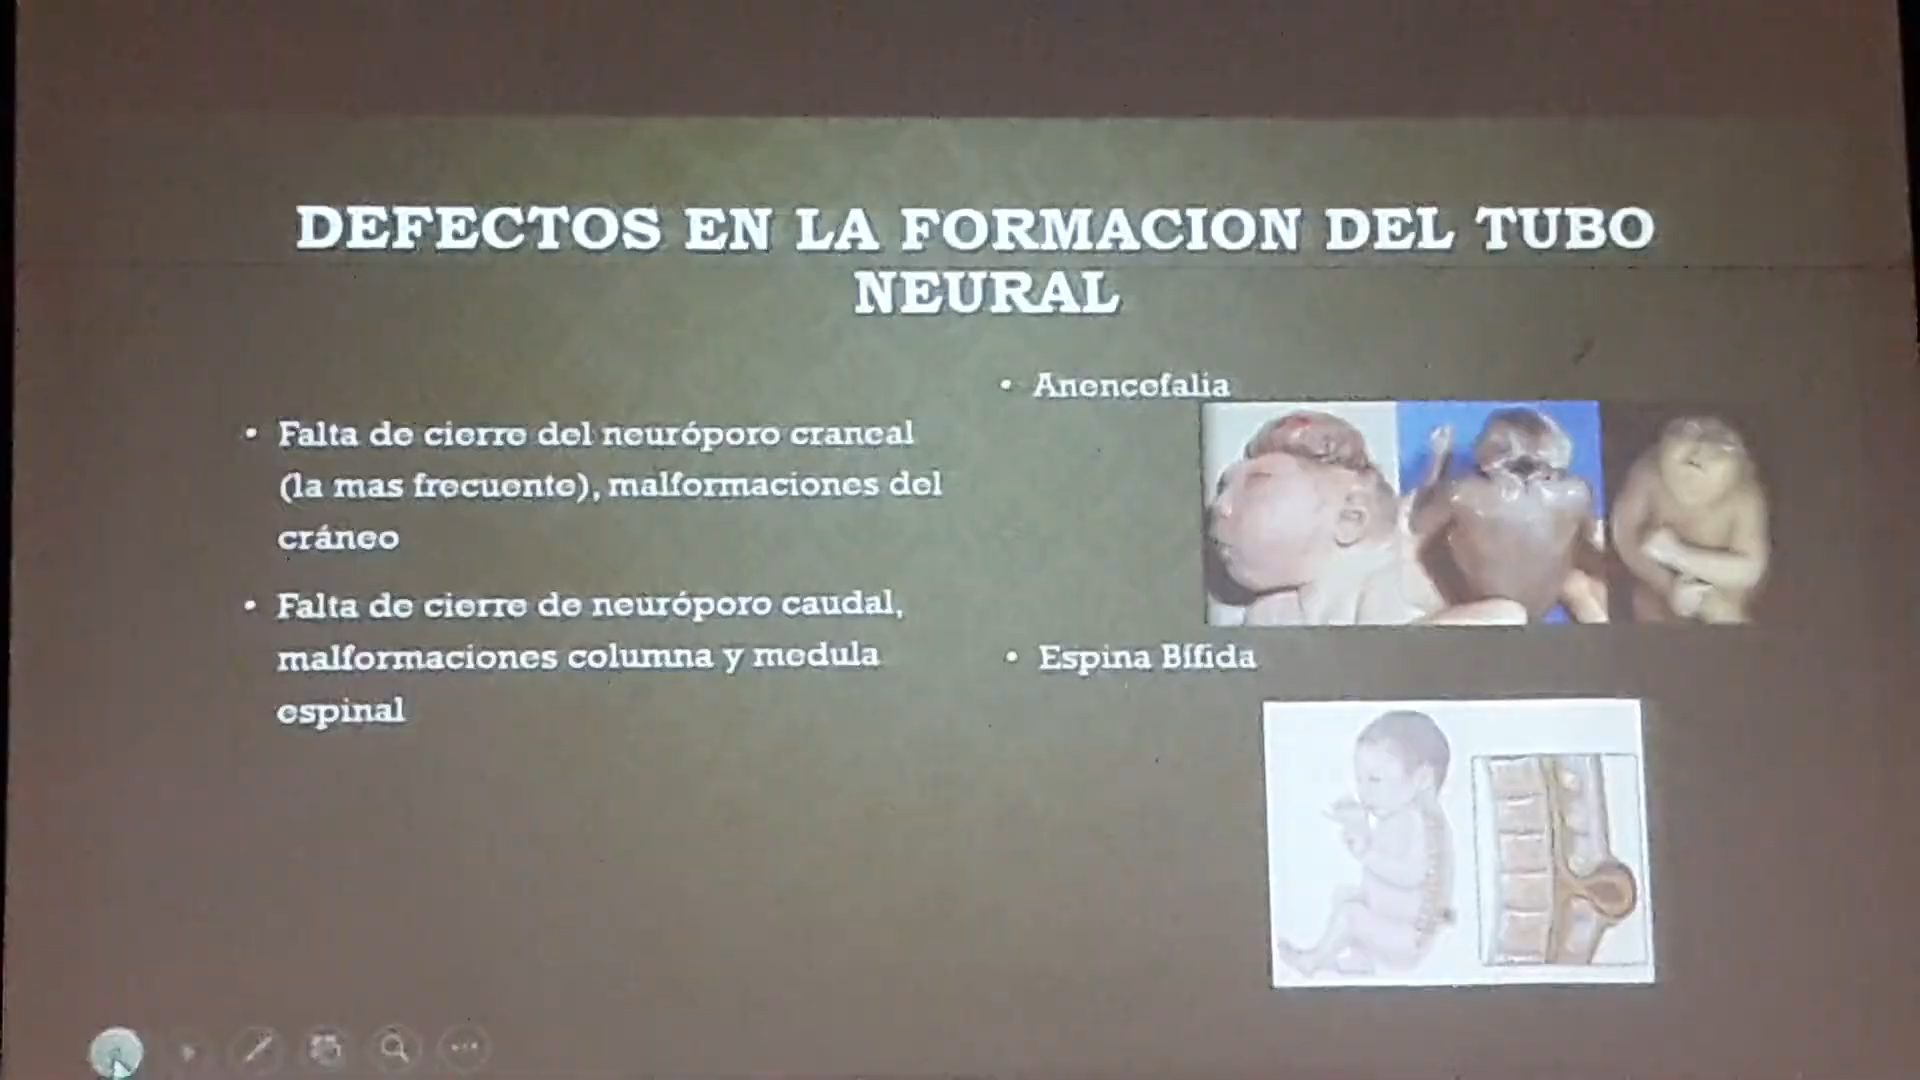 DEFECTOS EN LA FORMACION DEL TUBO
NEURAL
• Falta de cierre del neuróporo craneal
(la mas frecuente), malformaciones del
cráneo
• Falta de cierre de neuróporo caudal,
malformaciones columna y medula
espinal
• Anencefalia
• Espina Bífida